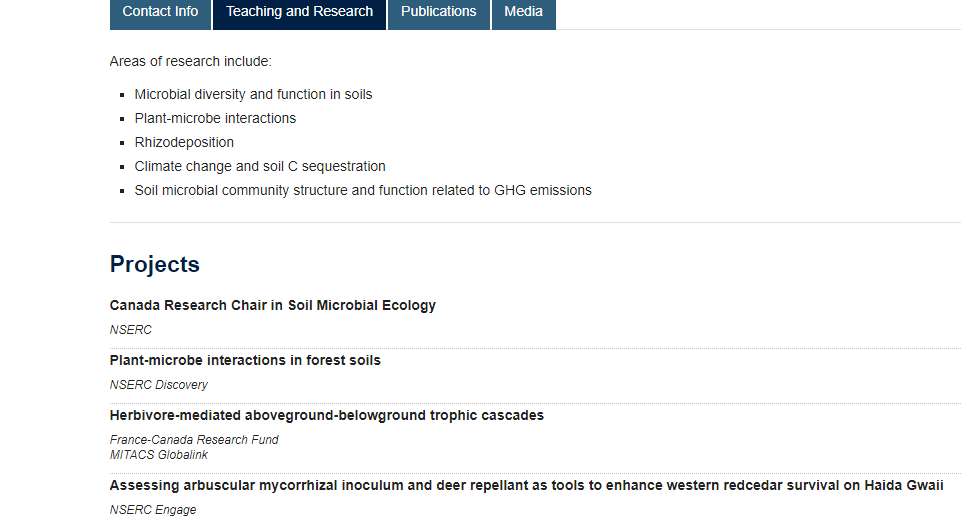 Contact Info
Teaching and Research
Publications
Media
Areas of research include:
Microbial diversity and function in soils
Plant-microbe interactions
Rhizodeposition
Climate change and soil C sequestration
Soil microbial community structure and function related to GHG emissions
Projects
Canada Research Chair in Soil Microbial Ecology
NSERC
Plant-microbe interactions in forest soils
NSERC Discovery
Herbivore-mediated aboveground-belowground trophic cascades
France-Canada Research Fund
MITACS Globalink
Assessing arbuscular mycorrhizal inoculum and deer repellant as tools to enhance western redcedar survival on Haida Gwaii
NSERC Engage